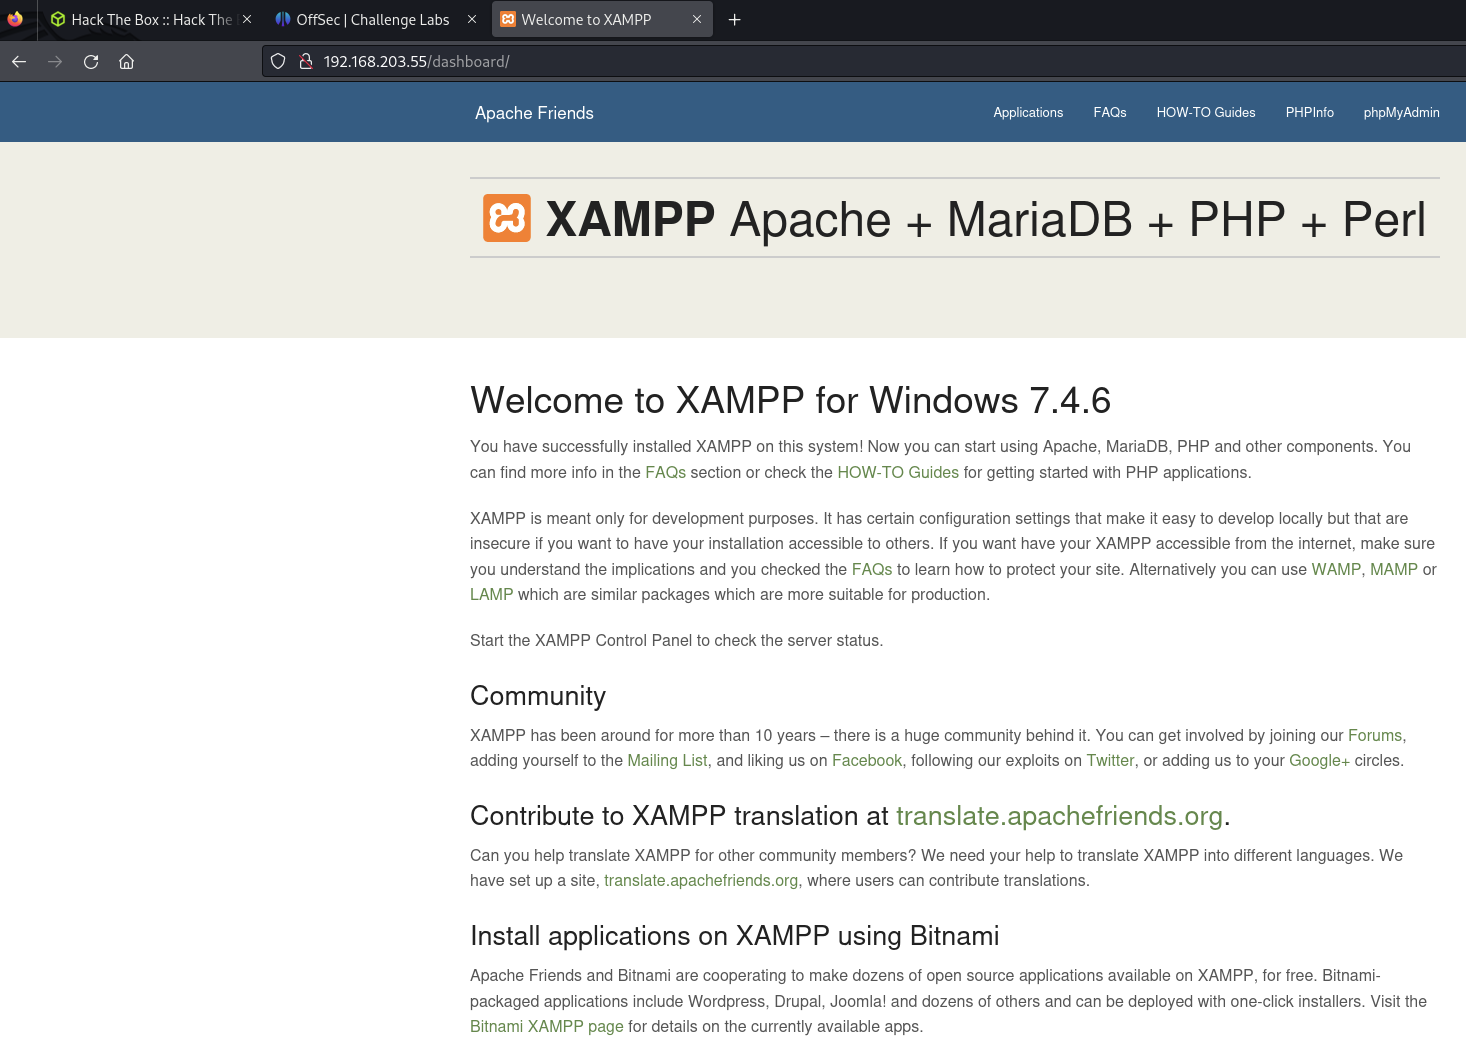 Hack The Box :: Hack The
OffSec | Challenge Labs
Welcome to XAMPP
192.168.203.55/dashboard/
Apache Friends
Applications
FAQs
HOW-TO Guides
PHPInfo
phpMyAdmin
XAMPP Apache + MariaDB + PHP + Perl
Welcome to XAMPP for Windows 7.4.6
You have successfully installed XAMPP on this system! Now you can start using Apache, MariaDB, PHP and other components. You
can find more info in the FAQs section or check the HOW-TO Guides for getting started with PHP applications.
XAMPP is meant only for development purposes. It has certain configuration settings that make it easy to develop locally but that are
insecure if you want to have your installation accessible to others. If you want have your XAMPP accessible from the internet, make sure
you understand the implications and you checked the FAQs to learn how to protect your site. Alternatively you can use WAMP, MAMP or
LAMP which are similar packages which are more suitable for production.
Start the XAMPP Control Panel to check the server status.
Community
XAMPP has been around for more than 10 years – there is a huge community behind it. You can get involved by joining our Forums,
adding yourself to the Mailing List, and liking us on Facebook, following our exploits on Twitter, or adding us to your Google+ circles.
Contribute to XAMPP translation at translate.apachefriends.org.
Can you help translate XAMPP for other community members? We need your help to translate XAMPP into different languages. We
have set up a site, translate.apachefriends.org, where users can contribute translations.
Install applications on XAMPP using Bitnami
Apache Friends and Bitnami are cooperating to make dozens of open source applications available on XAMPP, for free. Bitnami-
packaged applications include Wordpress, Drupal, Joomla! and dozens of others and can be deployed with one-click installers. Visit the
Bitnami XAMPP page for details on the currently available apps.